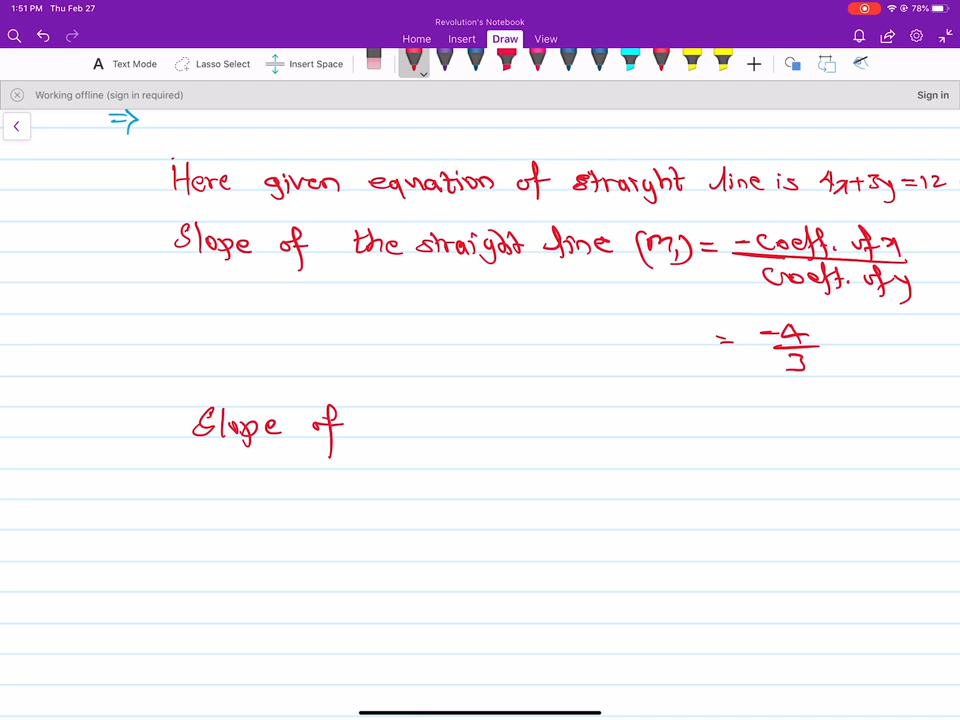 1:51 PM Thu Feb 27
78%
Revolution's Notebook
Home Insert Draw View
Text Mode Lasso Select Insert Space
Working offline (sign in required) Sign in
⇒
Here given equation of straight line is 4x+3y=12
Slope of the straight line (m₁) = -coeff. of x / coeff. of y
= -4/3
Slope of